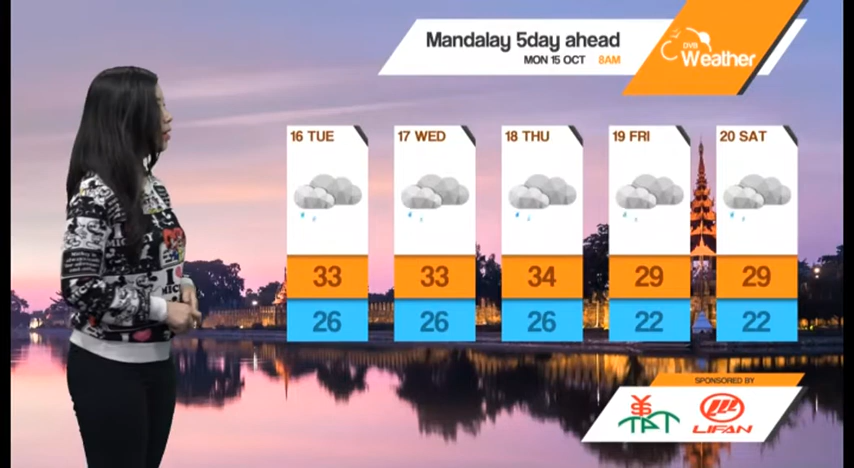 Mandalay 5day ahead
MON 15 OCT 8AM
DVB
Weather
16 TUE
17 WED
18 THU
19 FRI
20 SAT
33
33
34
29
29
26
26
26
22
22
SPONSORED BY
TPT
LIFAN